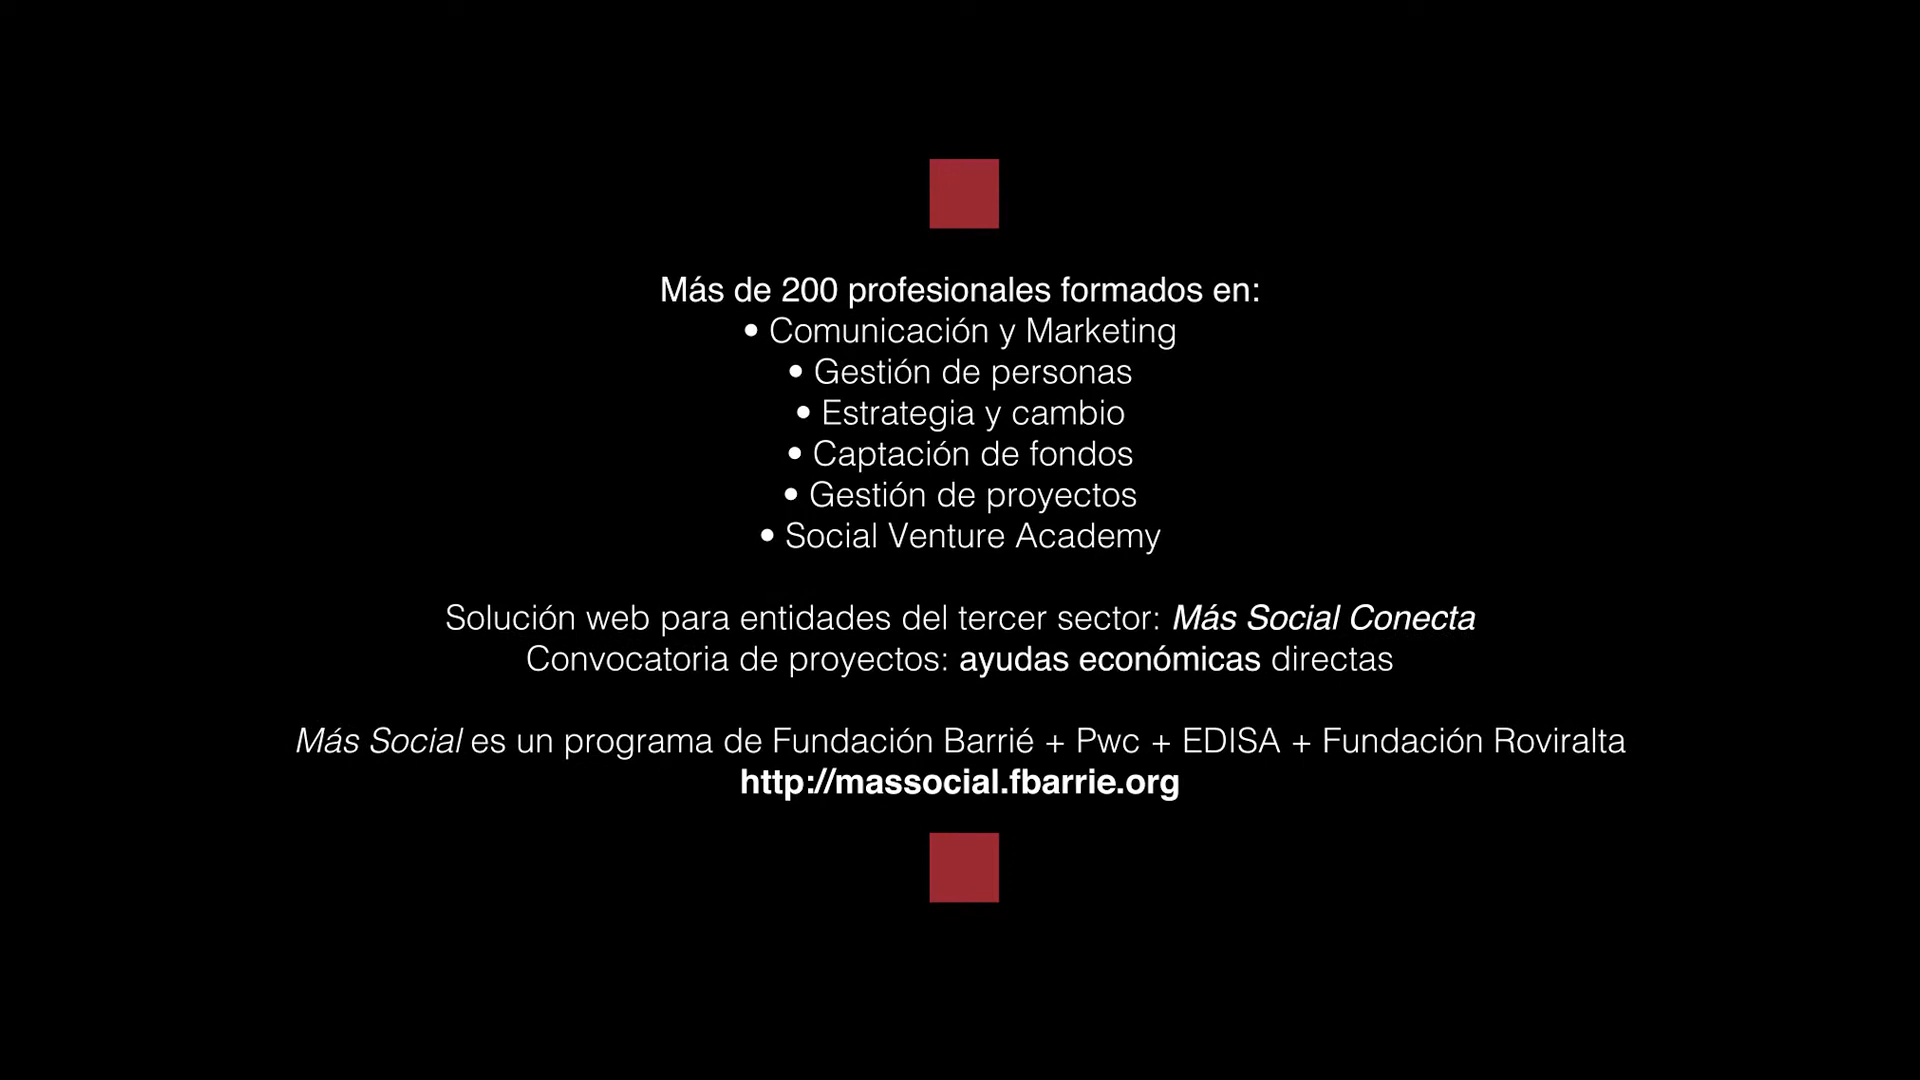 Más de 200 profesionales formados en:
• Comunicación y Marketing
• Gestión de personas
• Estrategia y cambio
• Captación de fondos
• Gestión de proyectos
• Social Venture Academy
Solución web para entidades del tercer sector: Más Social Conecta
Convocatoria de proyectos: ayudas económicas directas
Más Social es un programa de Fundación Barrié + Pwc + EDISA + Fundación Roviralta
http://massocial.fbarrie.org